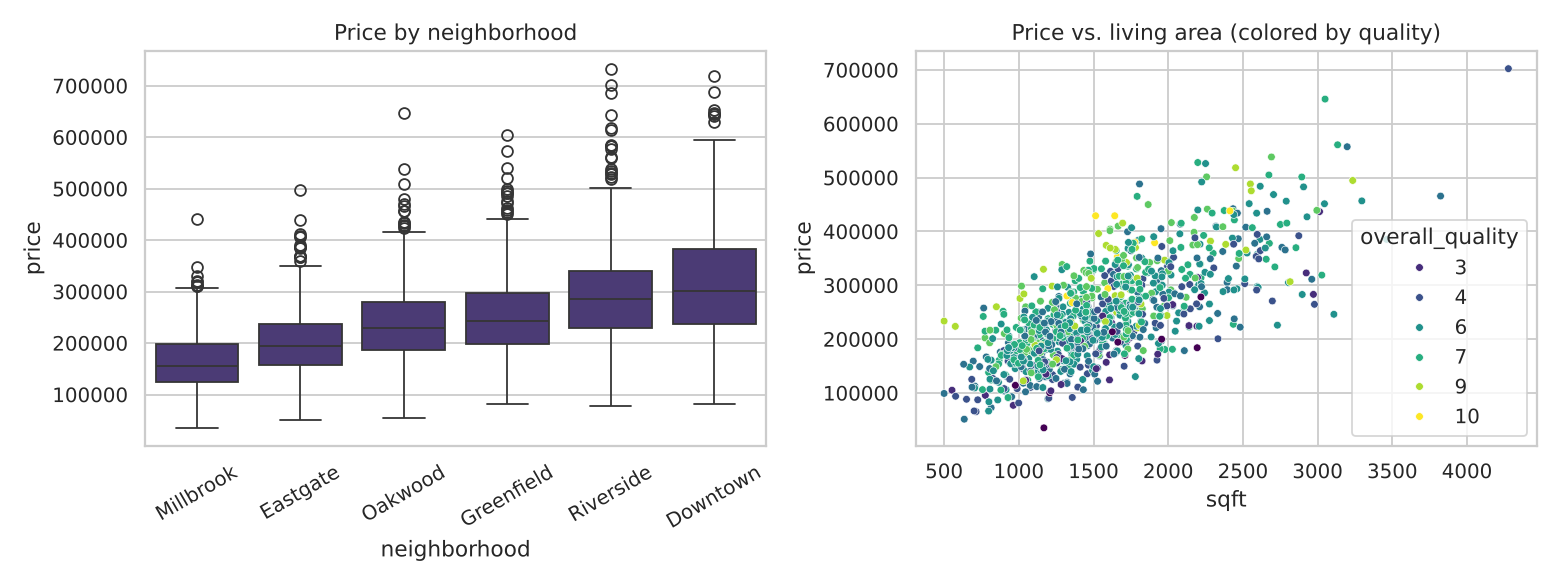 Price by neighborhood
price
700000
600000
500000
400000
300000
200000
100000
Millbrook
Eastgate
Oakwood
Greenfield
Riverside
Downtown
neighborhood
Price vs. living area (colored by quality)
price
700000
600000
500000
400000
300000
200000
100000
overall_quality
3
4
6
7
9
10
500 1000 1500 2000 2500 3000 3500 4000
sqft